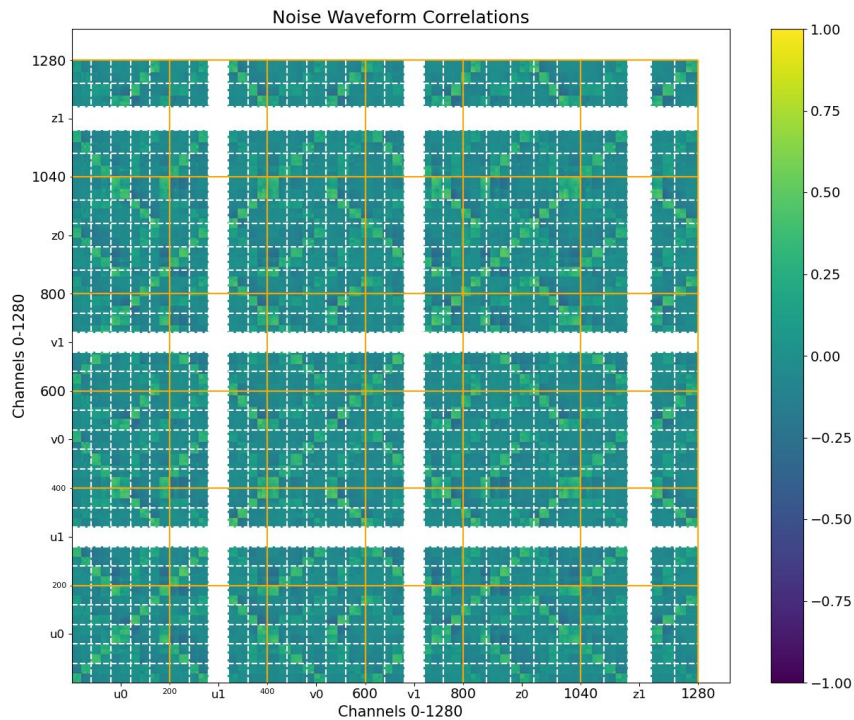 Noise Waveform Correlations
1.00
0.75
0.50
0.25
0.00
−0.25
−0.50
−0.75
−1.00
Channels 0-1280
1280
z1
1040
z0
800
v1
600
v0
400
u1
200
u0
u0 200 u1 400 v0 600 v1 800 z0 1040 z1 1280
Channels 0-1280